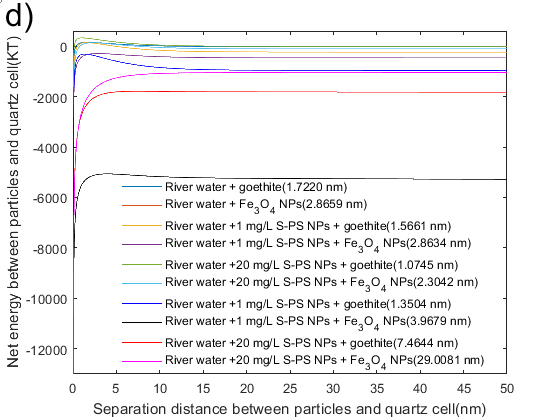 d)
Net energy between particles and quartz cell(KT)
0
-2000
-4000
-6000
-8000
-10000
-12000
River water + goethite(1.7220 nm)
River water + Fe3O4 NPs(2.8659 nm)
River water +1 mg/L S-PS NPs + goethite(1.5661 nm)
River water +1 mg/L S-PS NPs + Fe3O4 NPs(2.8634 nm)
River water +20 mg/L S-PS NPs + goethite(1.0745 nm)
River water +20 mg/L S-PS NPs + Fe3O4 NPs(2.3042 nm)
River water +1 mg/L S-PS NPs + goethite(1.3504 nm)
River water +1 mg/L S-PS NPs + Fe3O4 NPs(3.9679 nm)
River water +20 mg/L S-PS NPs + goethite(7.4644 nm)
River water +20 mg/L S-PS NPs + Fe3O4 NPs(29.0081 nm)
0 5 10 15 20 25 30 35 40 45 50
Separation distance between particles and quartz cell(nm)